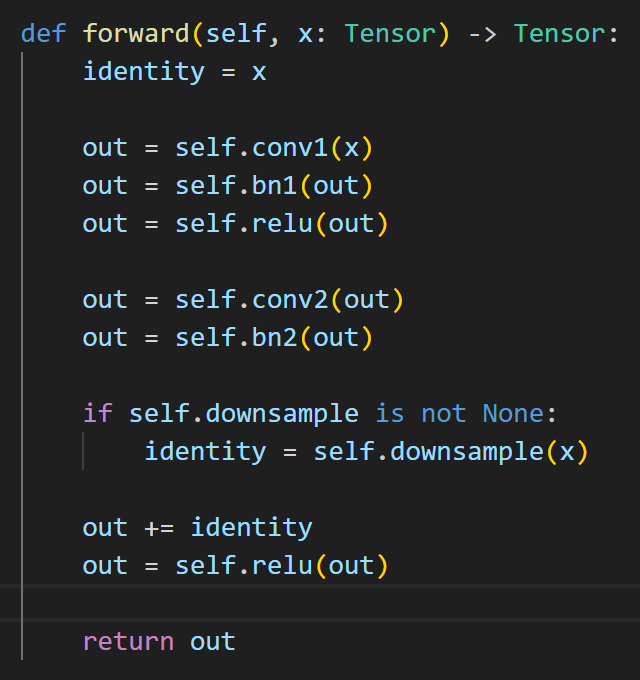 def forward(self, x: Tensor) -> Tensor:
    identity = x

    out = self.conv1(x)
    out = self.bn1(out)
    out = self.relu(out)

    out = self.conv2(out)
    out = self.bn2(out)

    if self.downsample is not None:
        identity = self.downsample(x)

    out += identity
    out = self.relu(out)

    return out